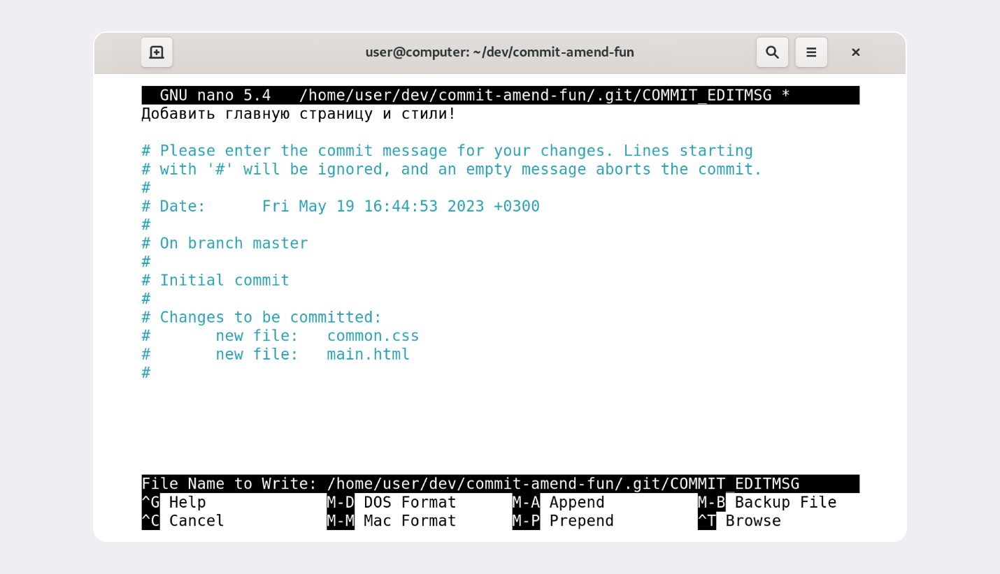 user@computer: ~/dev/commit-amend-fun
GNU nano 5.4   /home/user/dev/commit-amend-fun/.git/COMMIT_EDITMSG *
Добавить главную страницу и стили!
# Please enter the commit message for your changes. Lines starting
# with '#' will be ignored, and an empty message aborts the commit.
#
# Date:      Fri May 19 16:44:53 2023 +0300
#
# On branch master
#
# Initial commit
#
# Changes to be committed:
#       new file:   common.css
#       new file:   main.html
#
File Name to Write: /home/user/dev/commit-amend-fun/.git/COMMIT_EDITMSG
^G Help             M-D DOS Format      M-A Append          M-B Backup File
^C Cancel           M-M Mac Format      M-P Prepend         ^T Browse